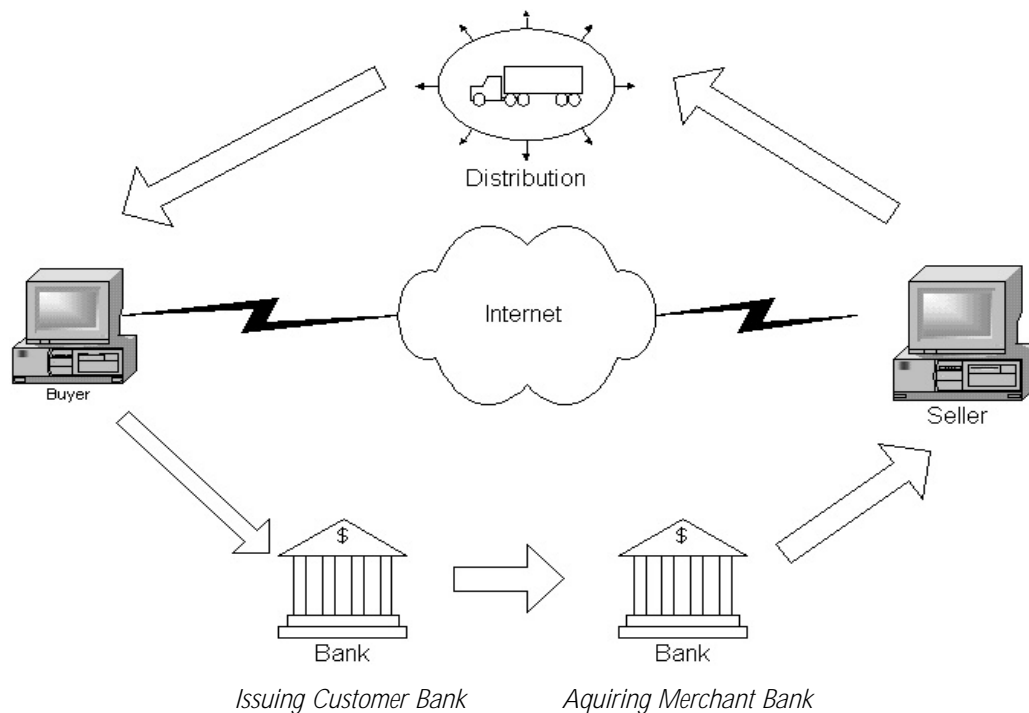 Distribution
Internet
Buyer
Seller
$
$
Bank
Bank
Issuing Customer Bank
Aquiring Merchant Bank